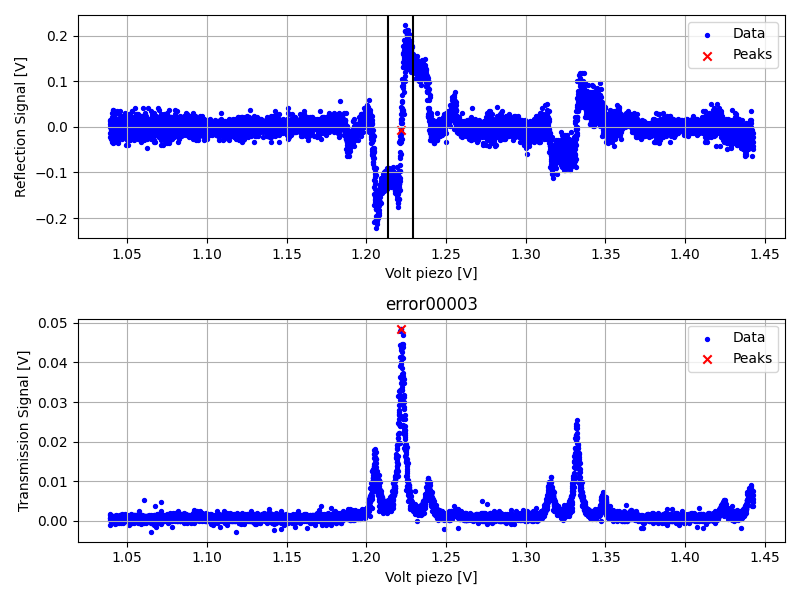 0.2
0.1
0.0
−0.1
−0.2
Reflection Signal [V]
Data
Peaks
1.05 1.10 1.15 1.20 1.25 1.30 1.35 1.40 1.45
Volt piezo [V]
error00003
0.05
0.04
0.03
0.02
0.01
0.00
Transmission Signal [V]
Data
Peaks
1.05 1.10 1.15 1.20 1.25 1.30 1.35 1.40 1.45
Volt piezo [V]